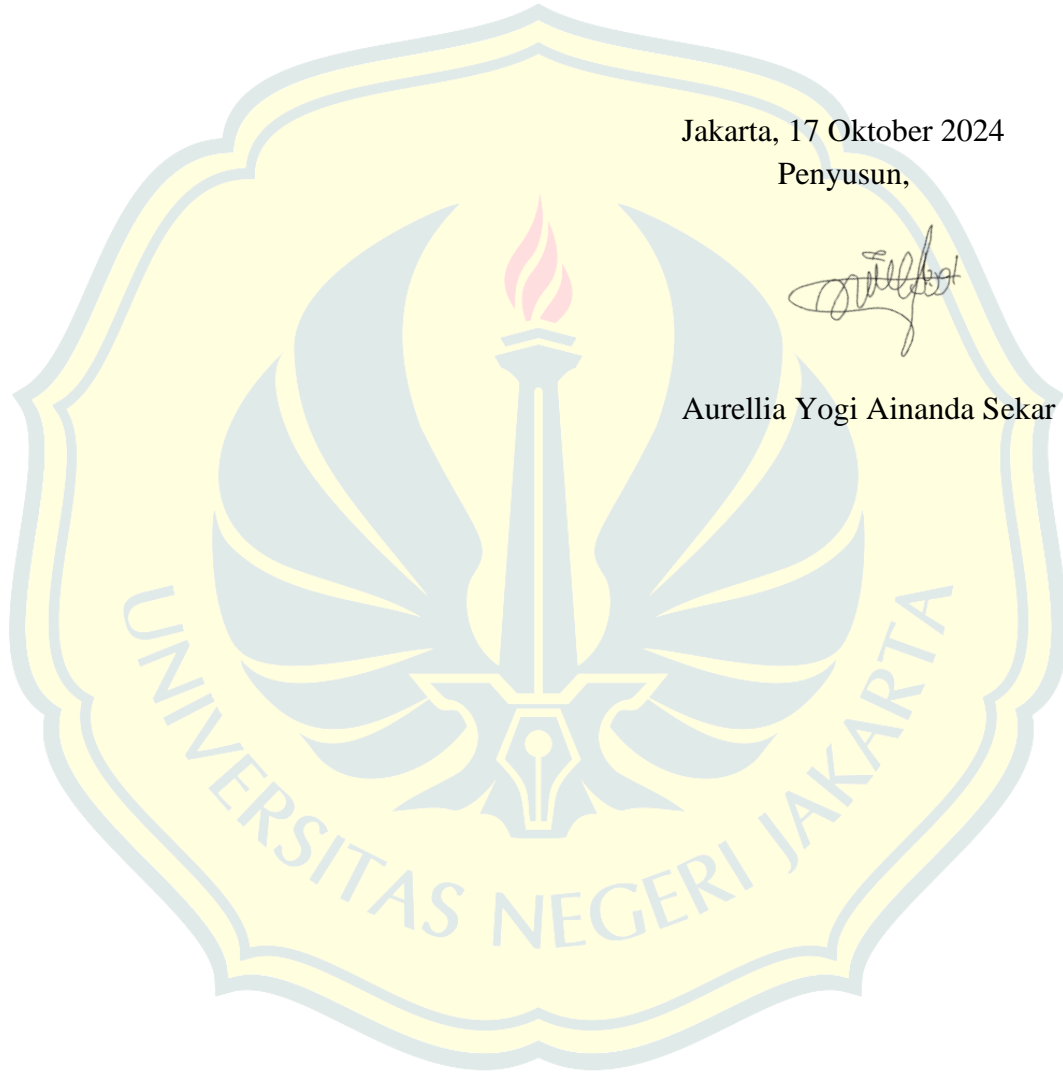 Jakarta, 17 Oktober 2024
Penyusun,
Aurellia Yogi Ainanda Sekar
UNIVERSITAS NEGERI JAKARTA